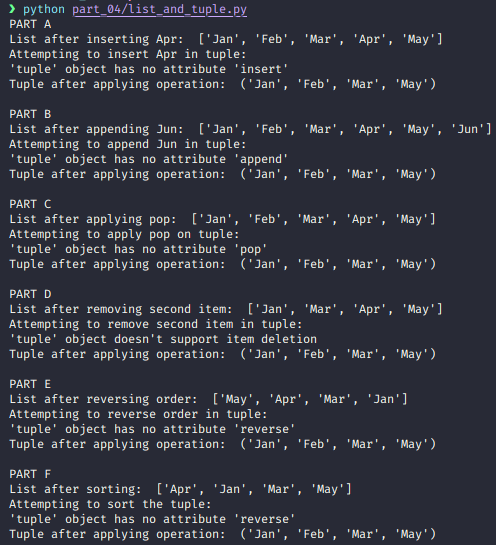 ❯ python part_04/list_and_tuple.py
PART A
List after inserting Apr:  ['Jan', 'Feb', 'Mar', 'Apr', 'May']
Attempting to insert Apr in tuple:
'tuple' object has no attribute 'insert'
Tuple after applying operation:  ('Jan', 'Feb', 'Mar', 'May')

PART B
List after appending Jun:  ['Jan', 'Feb', 'Mar', 'Apr', 'May', 'Jun']
Attempting to append Jun in tuple:
'tuple' object has no attribute 'append'
Tuple after applying operation:  ('Jan', 'Feb', 'Mar', 'May')

PART C
List after applying pop:  ['Jan', 'Feb', 'Mar', 'Apr', 'May']
Attempting to apply pop on tuple:
'tuple' object has no attribute 'pop'
Tuple after applying operation:  ('Jan', 'Feb', 'Mar', 'May')

PART D
List after removing second item:  ['Jan', 'Mar', 'Apr', 'May']
Attempting to remove second item in tuple:
'tuple' object doesn't support item deletion
Tuple after applying operation:  ('Jan', 'Feb', 'Mar', 'May')

PART E
List after reversing order:  ['May', 'Apr', 'Mar', 'Jan']
Attempting to reverse order in tuple:
'tuple' object has no attribute 'reverse'
Tuple after applying operation:  ('Jan', 'Feb', 'Mar', 'May')

PART F
List after sorting:  ['Apr', 'Jan', 'Mar', 'May']
Attempting to sort the tuple:
'tuple' object has no attribute 'reverse'
Tuple after applying operation:  ('Jan', 'Feb', 'Mar', 'May')